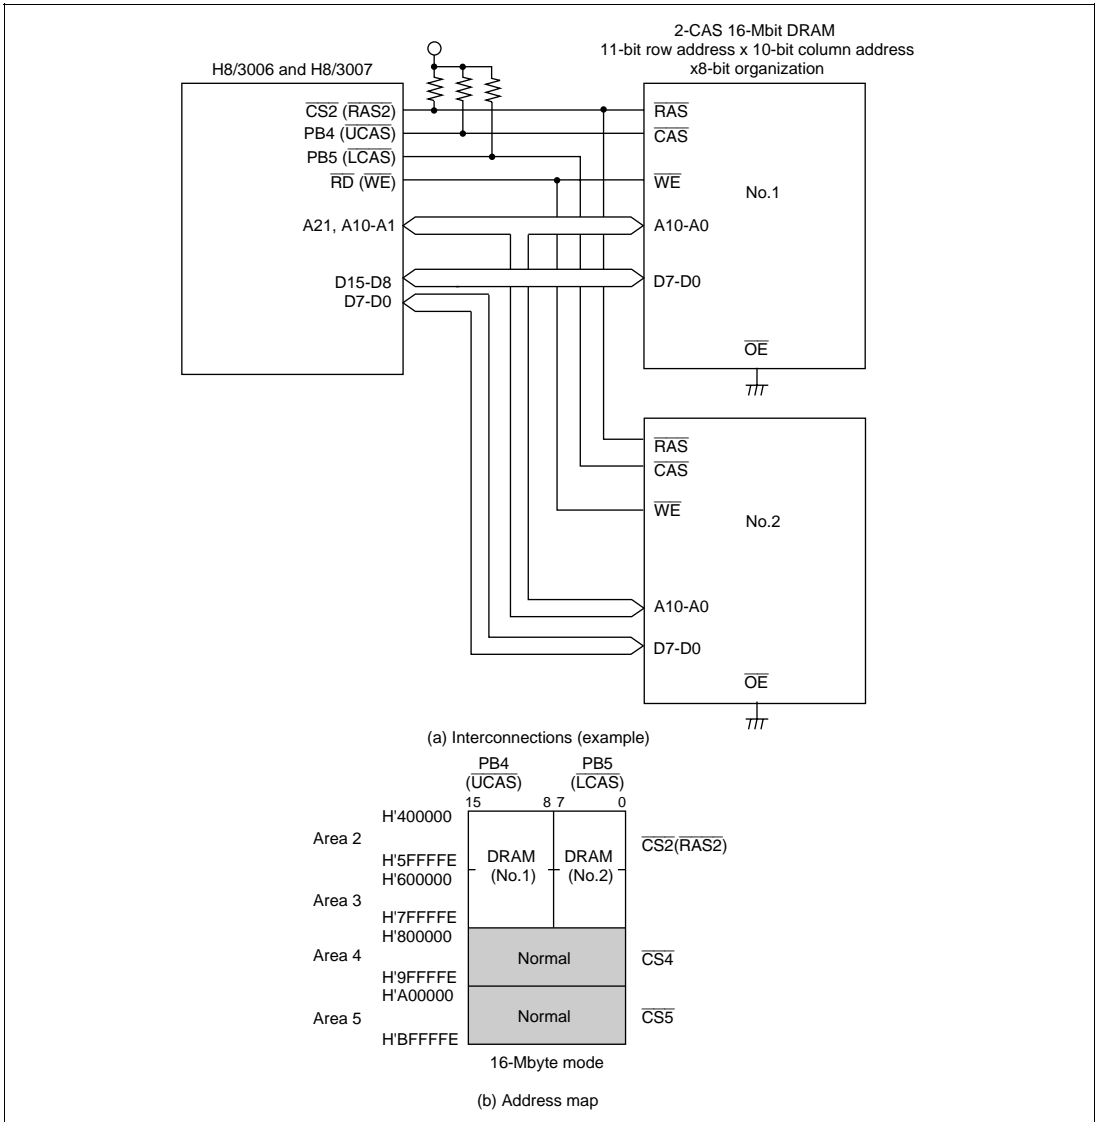 2-CAS 16-Mbit DRAM
11-bit row address x 10-bit column address
x8-bit organization
H8/3006 and H8/3007
CS2 (RAS2)
PB4 (UCAS)
PB5 (LCAS)
RD (WE)
A21, A10-A1
D15-D8
D7-D0
RAS
CAS
WE
No.1
A10-A0
D7-D0
OE
RAS
CAS
WE
No.2
A10-A0
D7-D0
OE
(a) Interconnections (example)
PB4
(UCAS)
PB5
(LCAS)
15 8 7 0
Area 2
H'400000
H'5FFFFE
Area 3
H'600000
H'7FFFFE
Area 4
H'800000
H'9FFFFE
Area 5
H'A00000
H'BFFFFE
DRAM
(No.1)
DRAM
(No.2)
Normal
Normal
CS2(RAS2)
CS4
CS5
16-Mbyte mode
(b) Address map